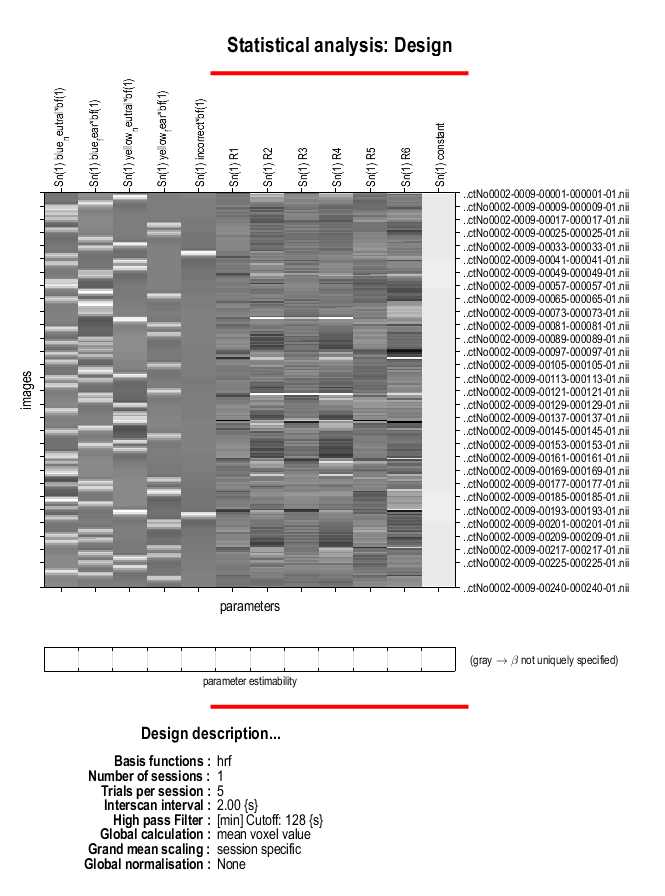 Statistical analysis: Design
Sn(1) blue_neutral*bf(1)
Sn(1) blue_fear*bf(1)
Sn(1) yellow_neutral*bf(1)
Sn(1) yellow_fear*bf(1)
Sn(1) incorrect*bf(1)
Sn(1) R1
Sn(1) R2
Sn(1) R3
Sn(1) R4
Sn(1) R5
Sn(1) R6
Sn(1) constant
images
..ctNo0002-0009-00001-000001-01.nii
..ctNo0002-0009-00009-000009-01.nii
..ctNo0002-0009-00017-000017-01.nii
..ctNo0002-0009-00025-000025-01.nii
..ctNo0002-0009-00033-000033-01.nii
..ctNo0002-0009-00041-000041-01.nii
..ctNo0002-0009-00049-000049-01.nii
..ctNo0002-0009-00057-000057-01.nii
..ctNo0002-0009-00065-000065-01.nii
..ctNo0002-0009-00073-000073-01.nii
..ctNo0002-0009-00081-000081-01.nii
..ctNo0002-0009-00089-000089-01.nii
..ctNo0002-0009-00097-000097-01.nii
..ctNo0002-0009-00105-000105-01.nii
..ctNo0002-0009-00113-000113-01.nii
..ctNo0002-0009-00121-000121-01.nii
..ctNo0002-0009-00129-000129-01.nii
..ctNo0002-0009-00137-000137-01.nii
..ctNo0002-0009-00145-000145-01.nii
..ctNo0002-0009-00153-000153-01.nii
..ctNo0002-0009-00161-000161-01.nii
..ctNo0002-0009-00169-000169-01.nii
..ctNo0002-0009-00177-000177-01.nii
..ctNo0002-0009-00185-000185-01.nii
..ctNo0002-0009-00193-000193-01.nii
..ctNo0002-0009-00201-000201-01.nii
..ctNo0002-0009-00209-000209-01.nii
..ctNo0002-0009-00217-000217-01.nii
..ctNo0002-0009-00225-000225-01.nii
..ctNo0002-0009-00240-000240-01.nii
parameters
(gray → β not uniquely specified)
parameter estimability
Design description...
Basis functions : hrf
Number of sessions : 1
Trials per session : 5
Interscan interval : 2.00 {s}
High pass Filter : [min] Cutoff: 128 {s}
Global calculation : mean voxel value
Grand mean scaling : session specific
Global normalisation : None